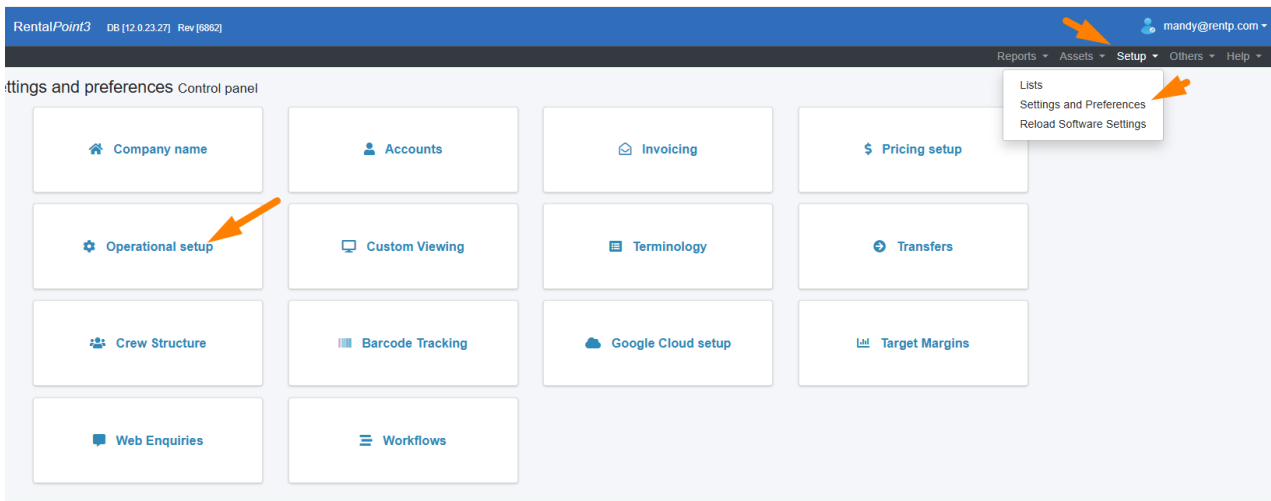 RentalPoint3 DB [12.0.23.27] Rev [6862] mandy@rentp.com
Reports Assets Setup Others Help
ttings and preferences Control panel
Lists
Settings and Preferences
Reload Software Settings
Company name Accounts Invoicing Pricing setup
Operational setup Custom Viewing Terminology Transfers
Crew Structure Barcode Tracking Google Cloud setup Target Margins
Web Enquiries Workflows